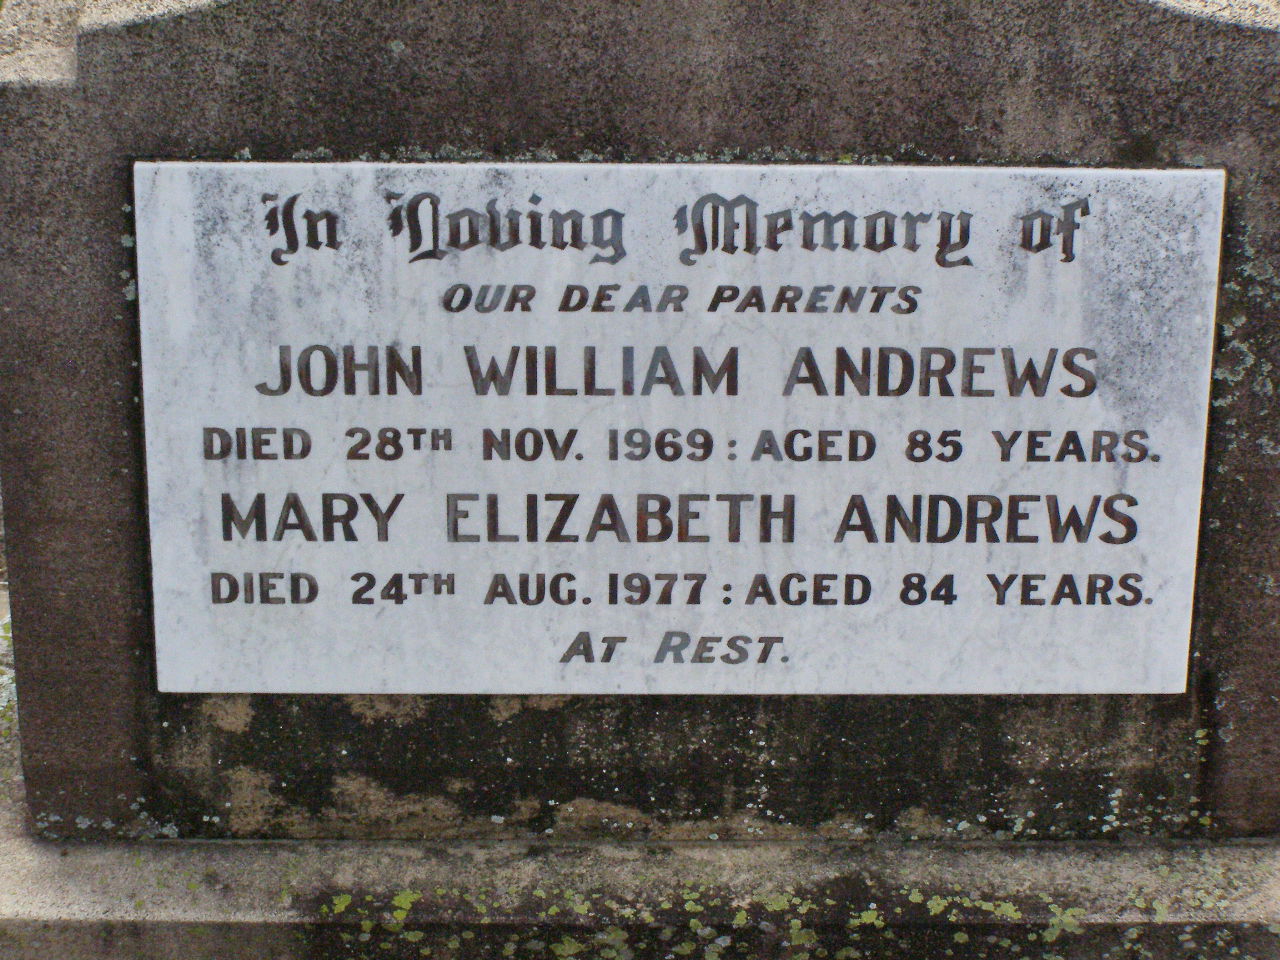 In Loving Memory of
OUR DEAR PARENTS
JOHN WILLIAM ANDREWS
DIED 28TH NOV. 1969: AGED 85 YEARS.
MARY ELIZABETH ANDREWS
DIED 24TH AUG. 1977: AGED 84 YEARS.
AT REST.